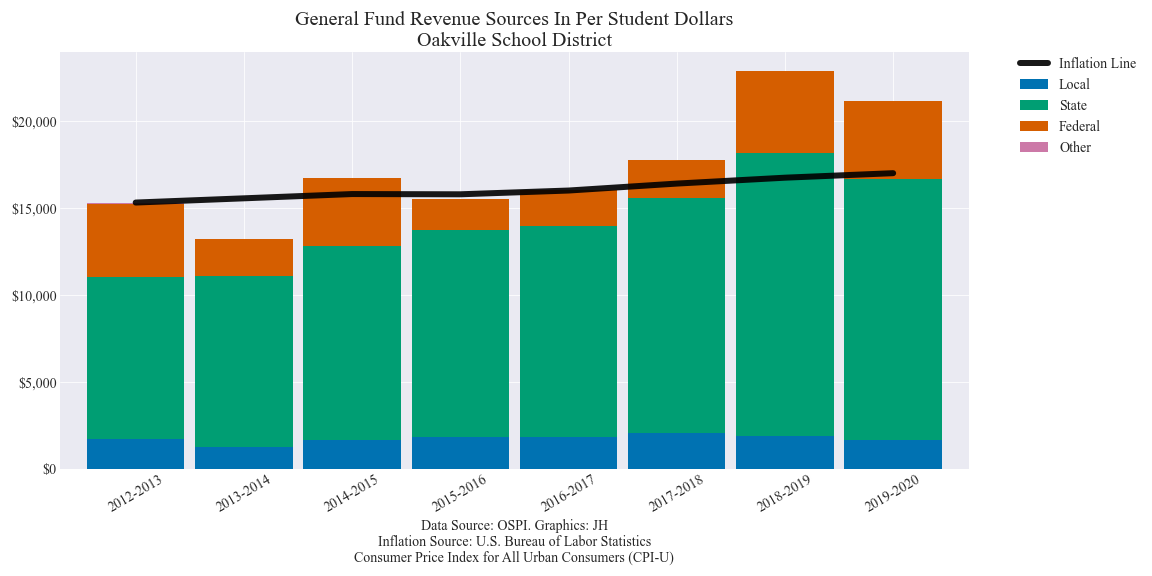 General Fund Revenue Sources In Per Student Dollars
Oakville School District
Inflation Line
Local
State
Federal
Other
$20,000
$15,000
$10,000
$5,000
$0
2012-2013
2013-2014
2014-2015
2015-2016
2016-2017
2017-2018
2018-2019
2019-2020
Data Source: OSPI. Graphics: JH
Inflation Source: U.S. Bureau of Labor Statistics
Consumer Price Index for All Urban Consumers (CPI-U)